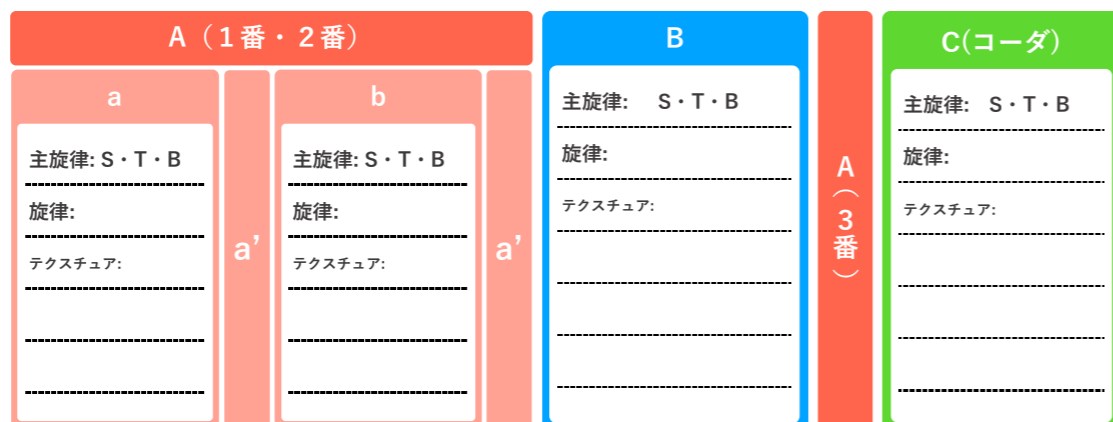 A（1番・2番）
a
主旋律: S・T・B
旋律:
テクスチュア:
a’
b
主旋律: S・T・B
旋律:
テクスチュア:
a’
B
主旋律: S・T・B
旋律:
テクスチュア:
A（3番）
C(コーダ)
主旋律: S・T・B
旋律:
テクスチュア: